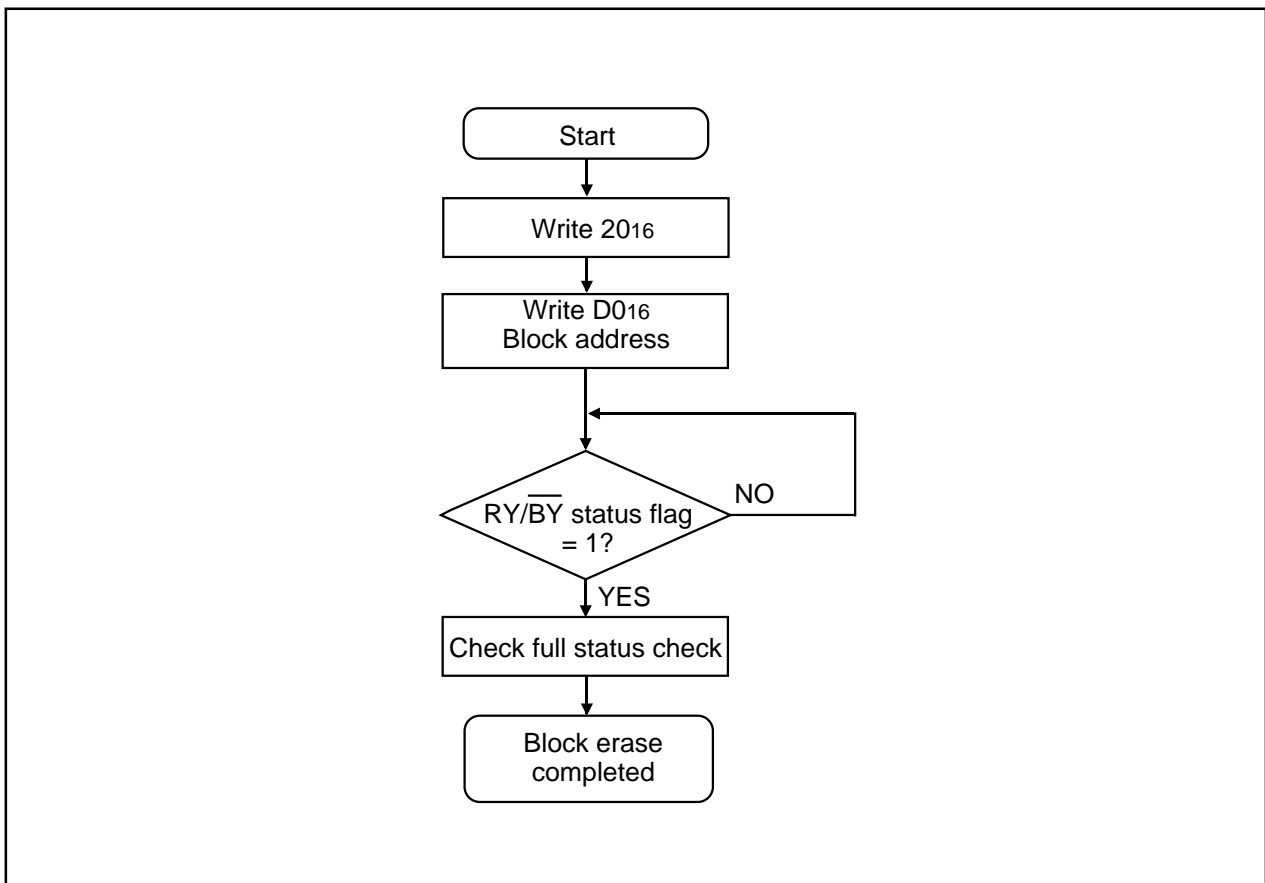 Start
Write 2016
Write D016
Block address
RY/B̅Y̅ status flag
= 1?
NO
YES
Check full status check
Block erase
completed